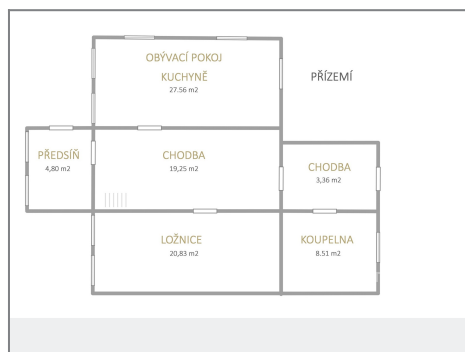 OBÝVACÍ POKOJ
KUCHYNĚ
27.56 m2
PŘÍZEMÍ
PŘEDSÍŇ
4,80 m2
CHODBA
19,25 m2
CHODBA
3,36 m2
LOŽNICE
20,83 m2
KOUPELNA
8.51 m2